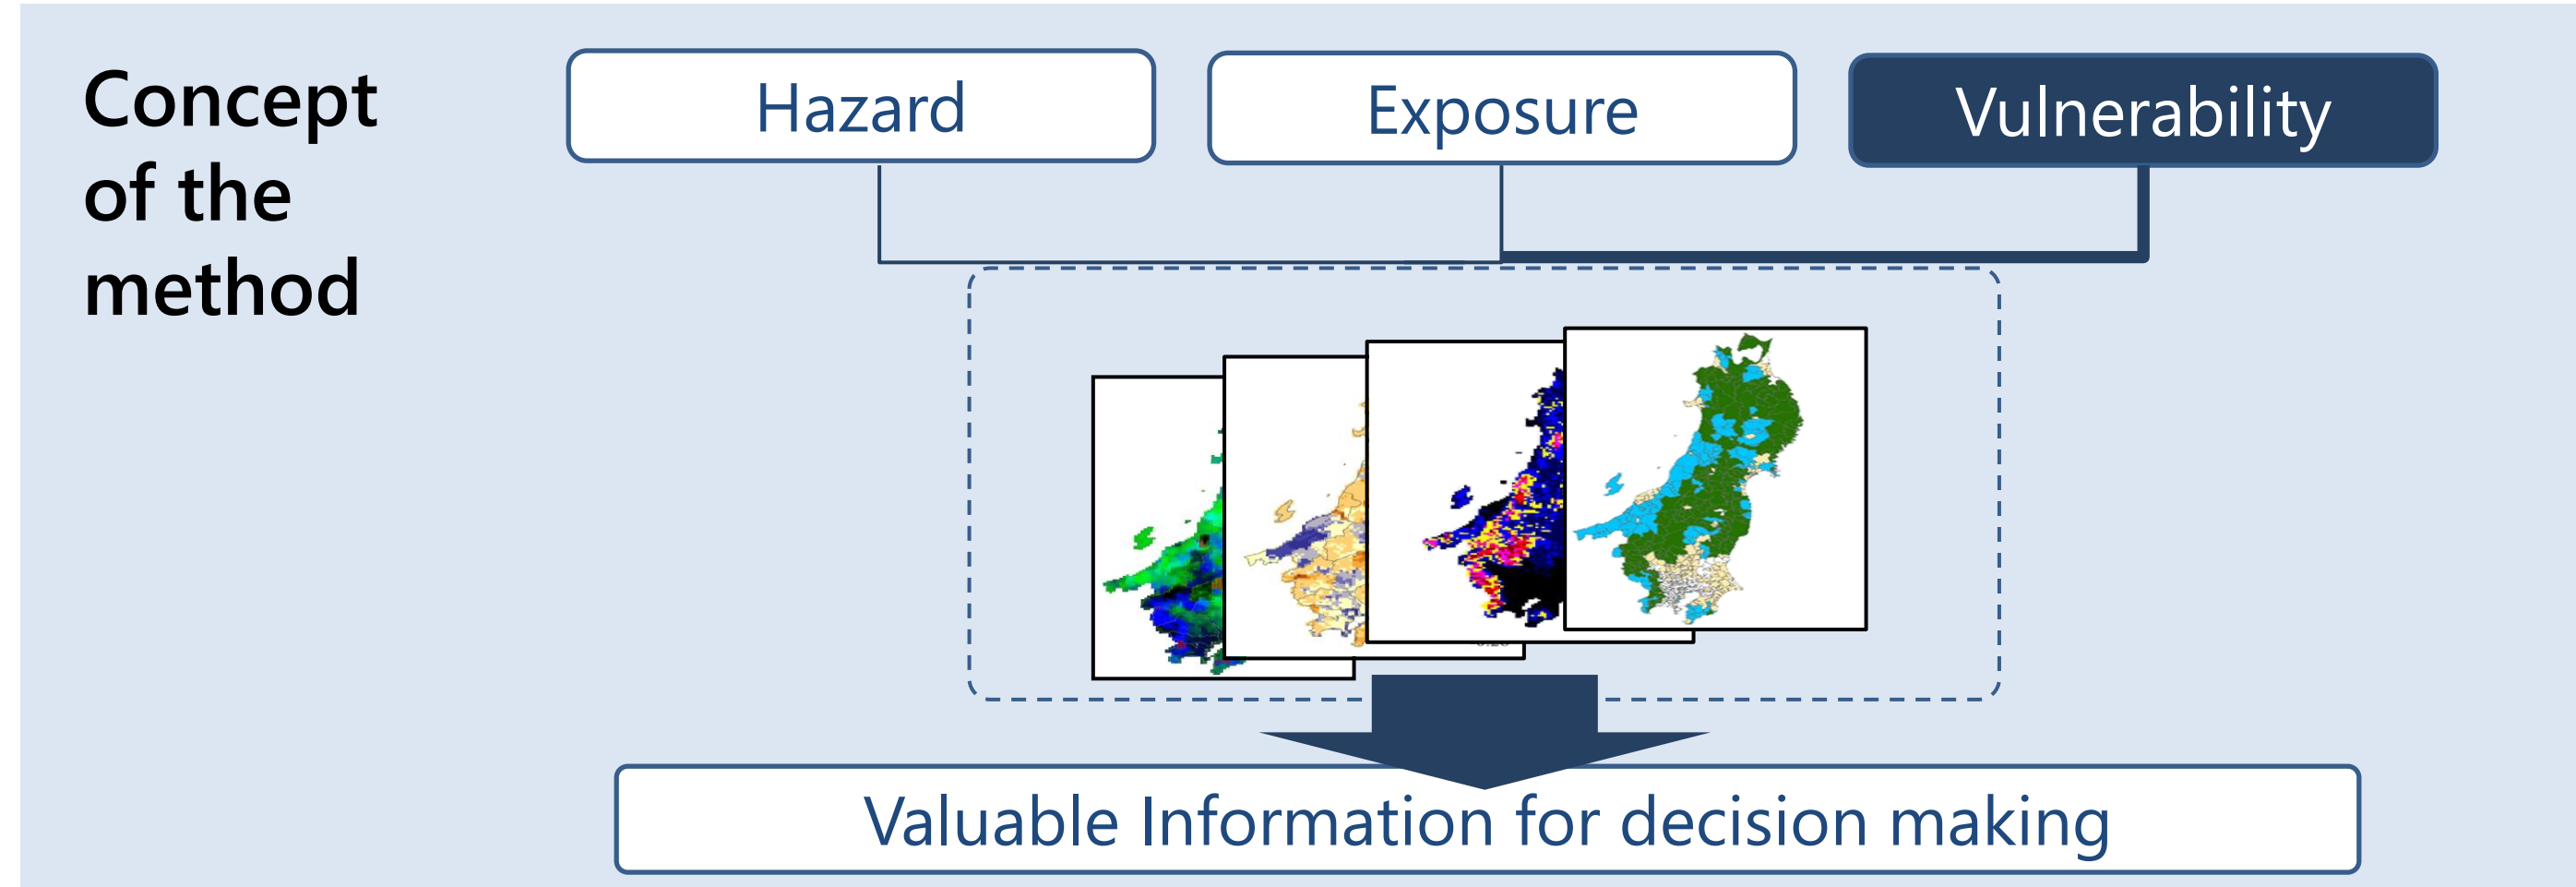 Concept
of the
method
Hazard
Exposure
Vulnerability
Valuable Information for decision making